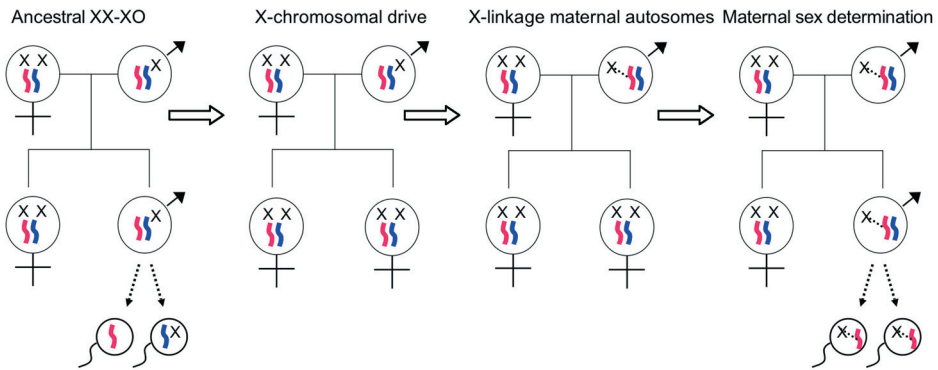 Ancestral XX-XO
X-chromosomal drive
X-linkage maternal autosomes
Maternal sex determination
X X
X
X X
X
X X
X
X X
X
X X
X
X X
X X
X X
X X
X X
X
X
X
X